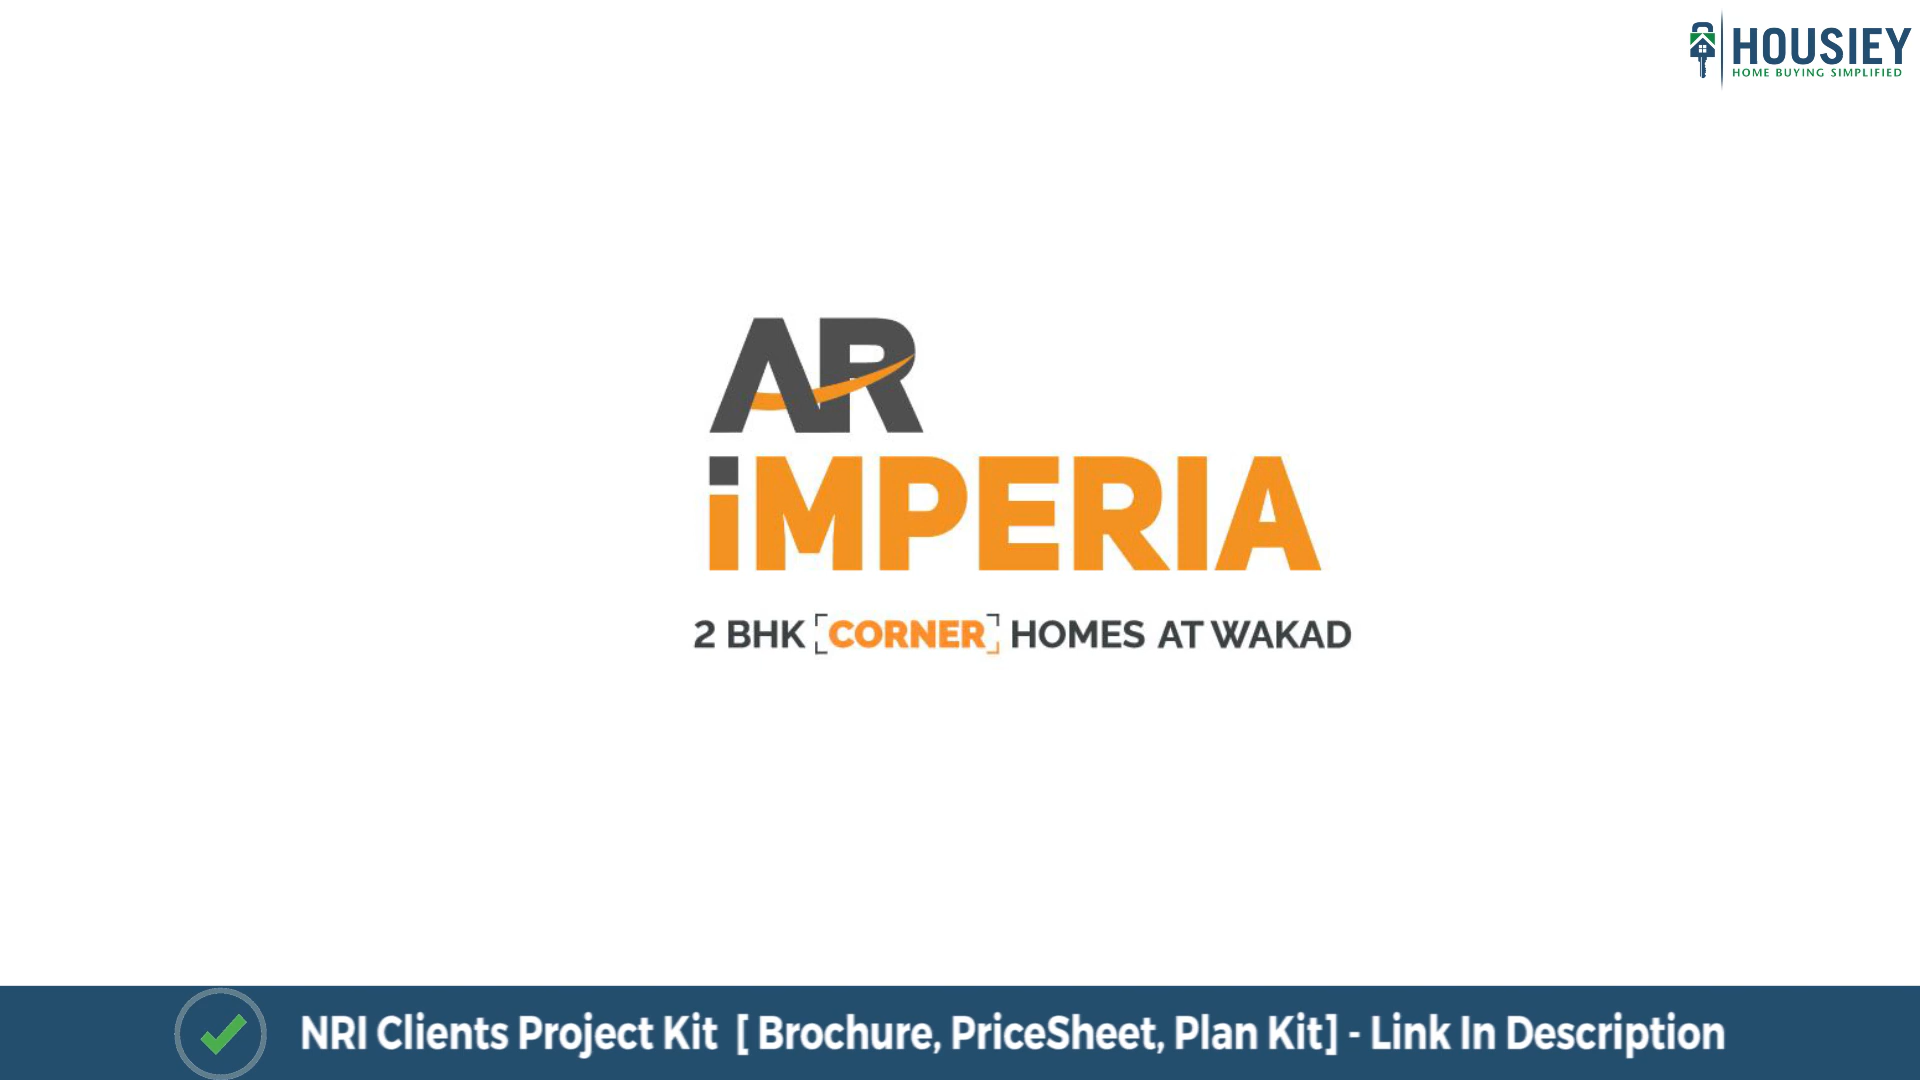 HOUSIEY
HOME BUYING SIMPLIFIED
AR
iMPERIA
2 BHK [CORNER] HOMES AT WAKAD
NRI Clients Project Kit [ Brochure, PriceSheet, Plan Kit] - Link In Description